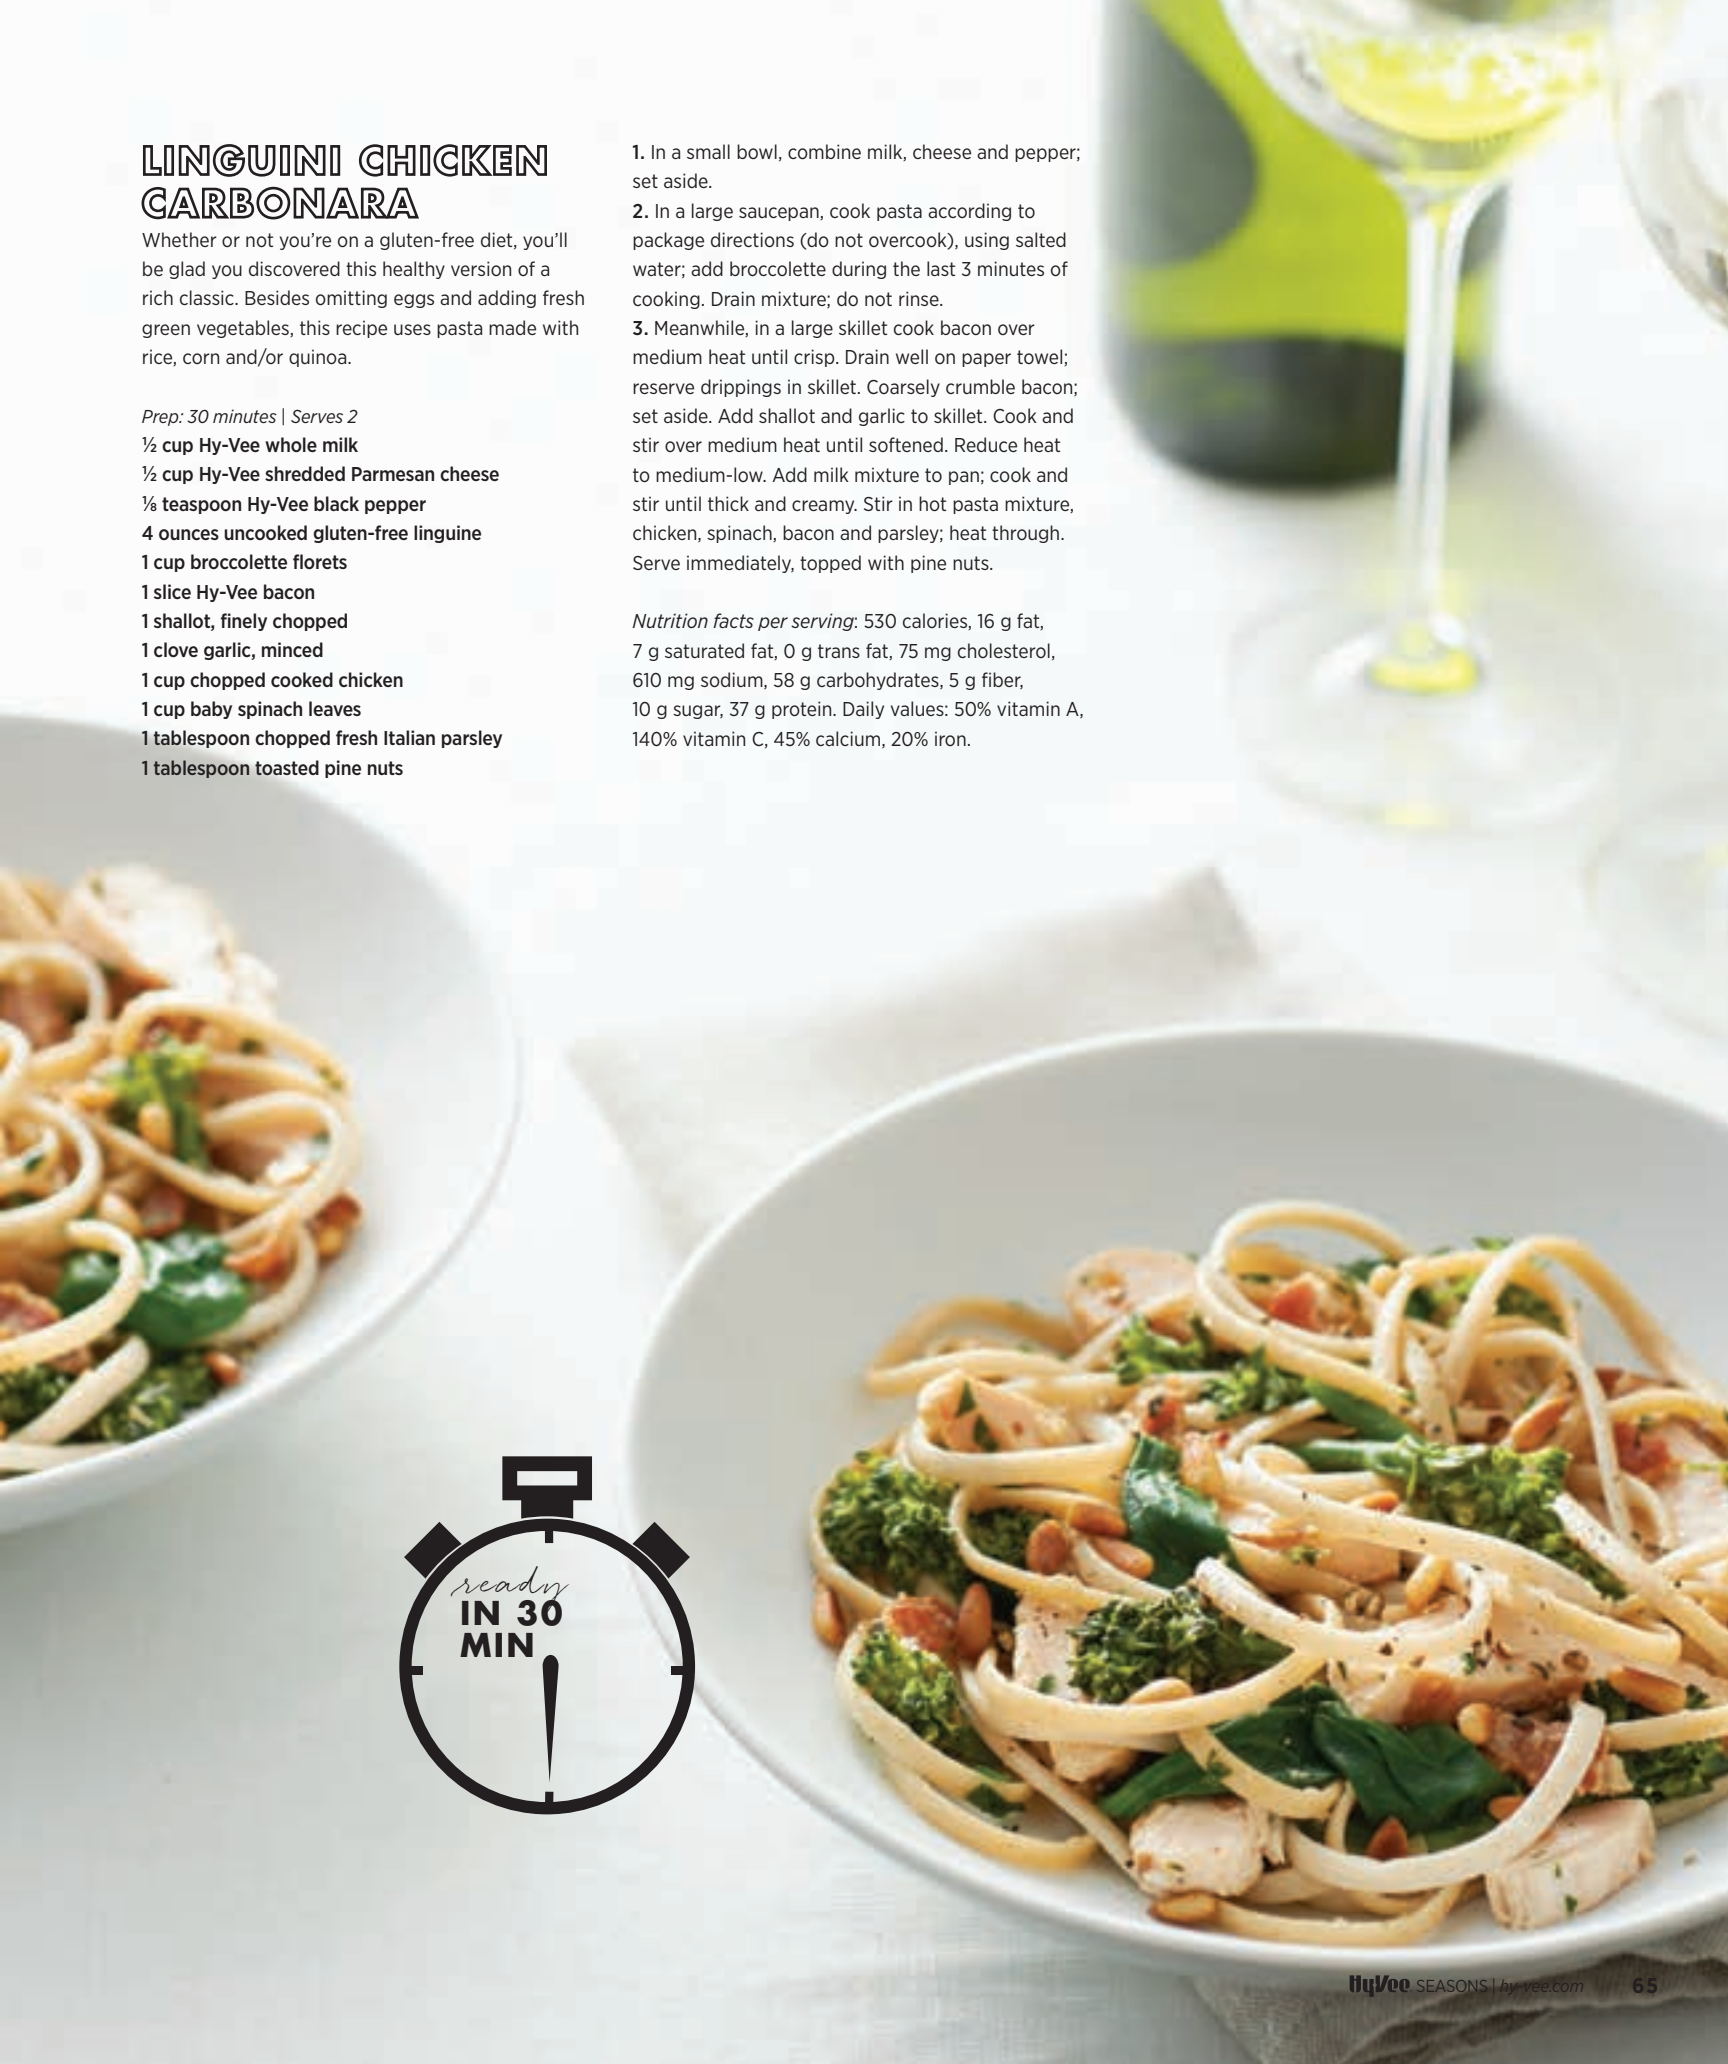 LINGUINI CHICKEN
CARBONARA
Whether or not you’re on a gluten-free diet, you’ll
be glad you discovered this healthy version of a
rich classic. Besides omitting eggs and adding fresh
green vegetables, this recipe uses pasta made with
rice, corn and/or quinoa.
Prep: 30 minutes | Serves 2
½ cup Hy-Vee whole milk
½ cup Hy-Vee shredded Parmesan cheese
⅛ teaspoon Hy-Vee black pepper
4 ounces uncooked gluten-free linguine
1 cup broccolette florets
1 slice Hy-Vee bacon
1 shallot, finely chopped
1 clove garlic, minced
1 cup chopped cooked chicken
1 cup baby spinach leaves
1 tablespoon chopped fresh Italian parsley
1 tablespoon toasted pine nuts
1. In a small bowl, combine milk, cheese and pepper;
set aside.
2. In a large saucepan, cook pasta according to
package directions (do not overcook), using salted
water; add broccolette during the last 3 minutes of
cooking. Drain mixture; do not rinse.
3. Meanwhile, in a large skillet cook bacon over
medium heat until crisp. Drain well on paper towel;
reserve drippings in skillet. Coarsely crumble bacon;
set aside. Add shallot and garlic to skillet. Cook and
stir over medium heat until softened. Reduce heat
to medium-low. Add milk mixture to pan; cook and
stir until thick and creamy. Stir in hot pasta mixture,
chicken, spinach, bacon and parsley; heat through.
Serve immediately, topped with pine nuts.
Nutrition facts per serving: 530 calories, 16 g fat,
7 g saturated fat, 0 g trans fat, 75 mg cholesterol,
610 mg sodium, 58 g carbohydrates, 5 g fiber,
10 g sugar, 37 g protein. Daily values: 50% vitamin A,
140% vitamin C, 45% calcium, 20% iron.
ready
IN 30
MIN
HyVee SEASONS | hy-vee.com 65